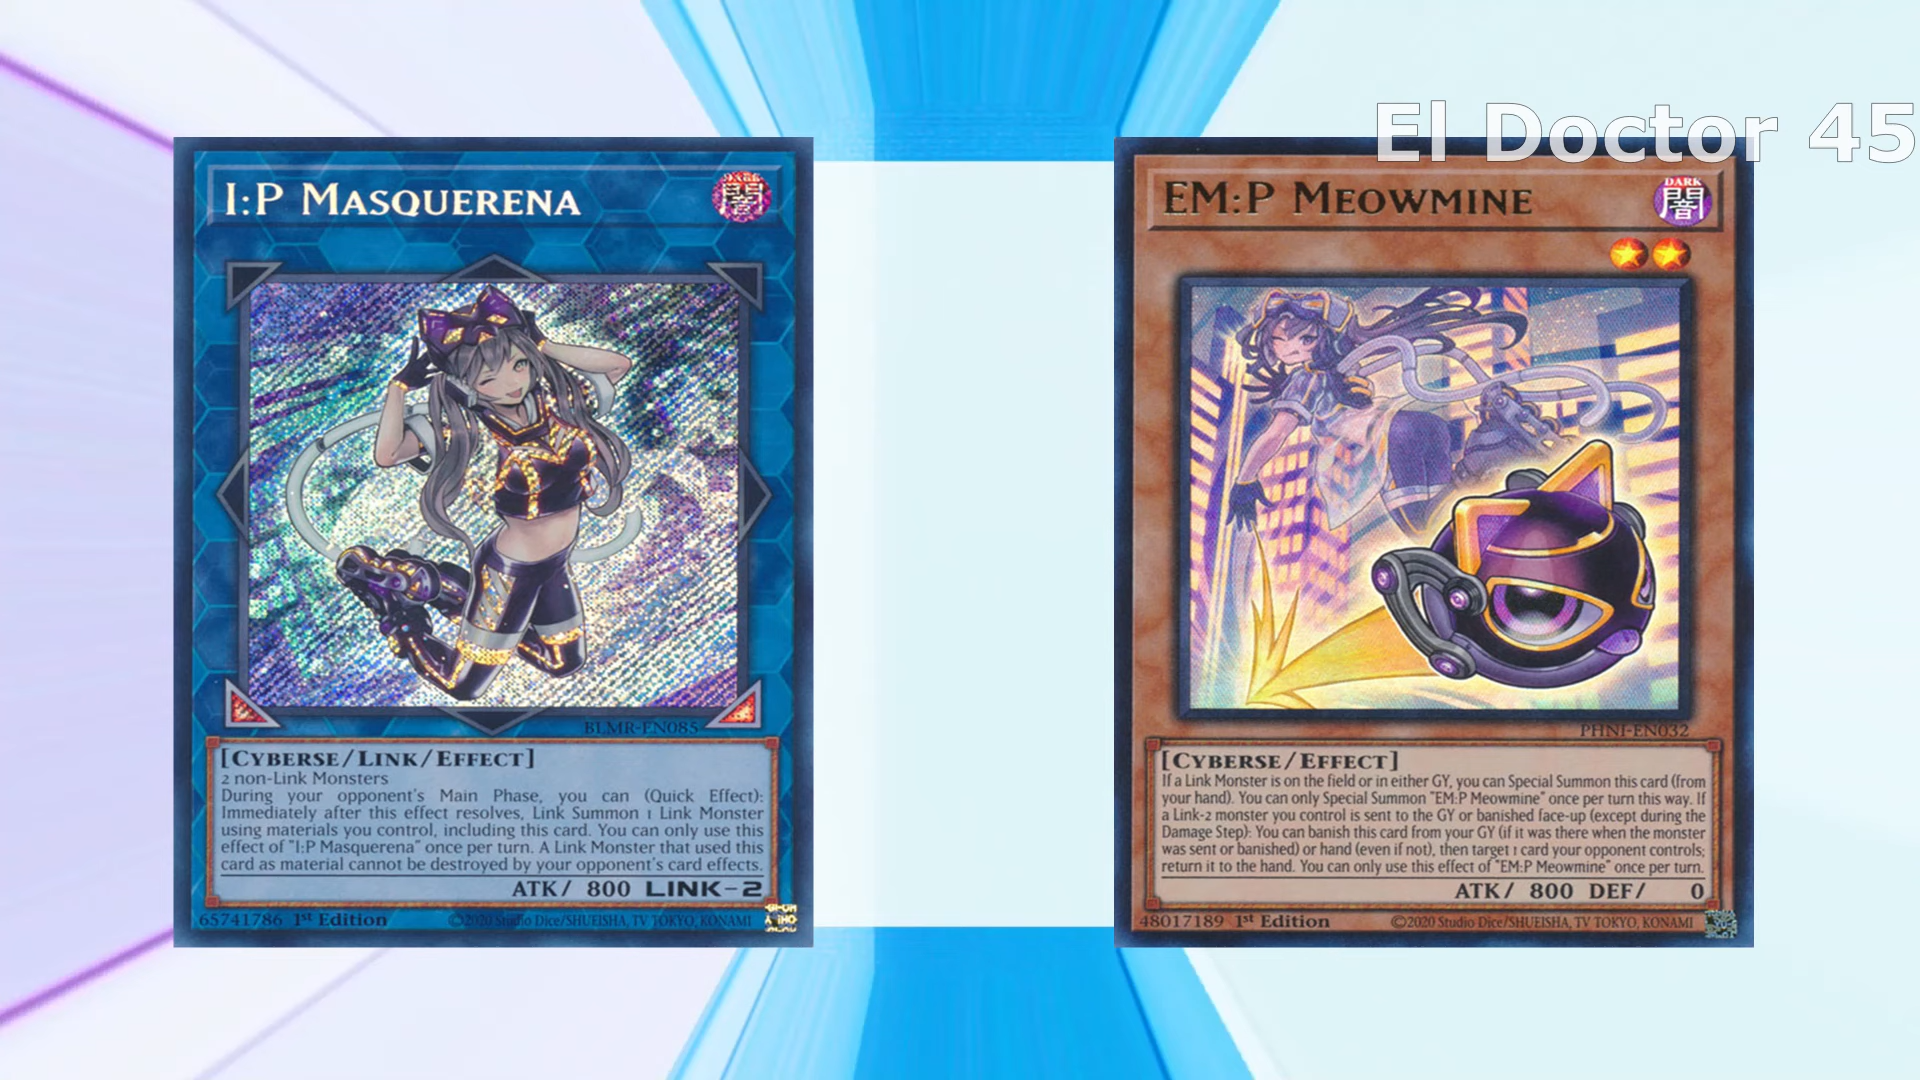 El Doctor 45
I:P MASQUERENA
闇
BLMR-EN085
[CYBERSE/LINK/EFFECT]
2 non-Link Monsters
During your opponent's Main Phase, you can (Quick Effect):
Immediately after this effect resolves, Link Summon 1 Link Monster
using materials you control, including this card. You can only use this
effect of "I:P Masquerena" once per turn. A Link Monster that used this
card as material cannot be destroyed by your opponent's card effects.
ATK/ 800 LINK-2
65741786 1st Edition ©2020 Studio Dice/SHUEISHA, TV TOKYO, KONAMI
EM:P MEOWMINE
DARK
闇
PHNI-EN032
[CYBERSE/EFFECT]
If a Link Monster is on the field or in either GY, you can Special Summon this card (from
your hand). You can only Special Summon "EM:P Meowmine" once per turn this way. If
a Link-2 monster you control is sent to the GY or banished face-up (except during the
Damage Step): You can banish this card from your GY (if it was there when the monster
was sent or banished) or hand (even if not), then target 1 card your opponent controls;
return it to the hand. You can only use this effect of "EM:P Meowmine" once per turn.
ATK/ 800 DEF/ 0
48017189 1st Edition ©2020 Studio Dice/SHUEISHA, TV TOKYO, KONAMI